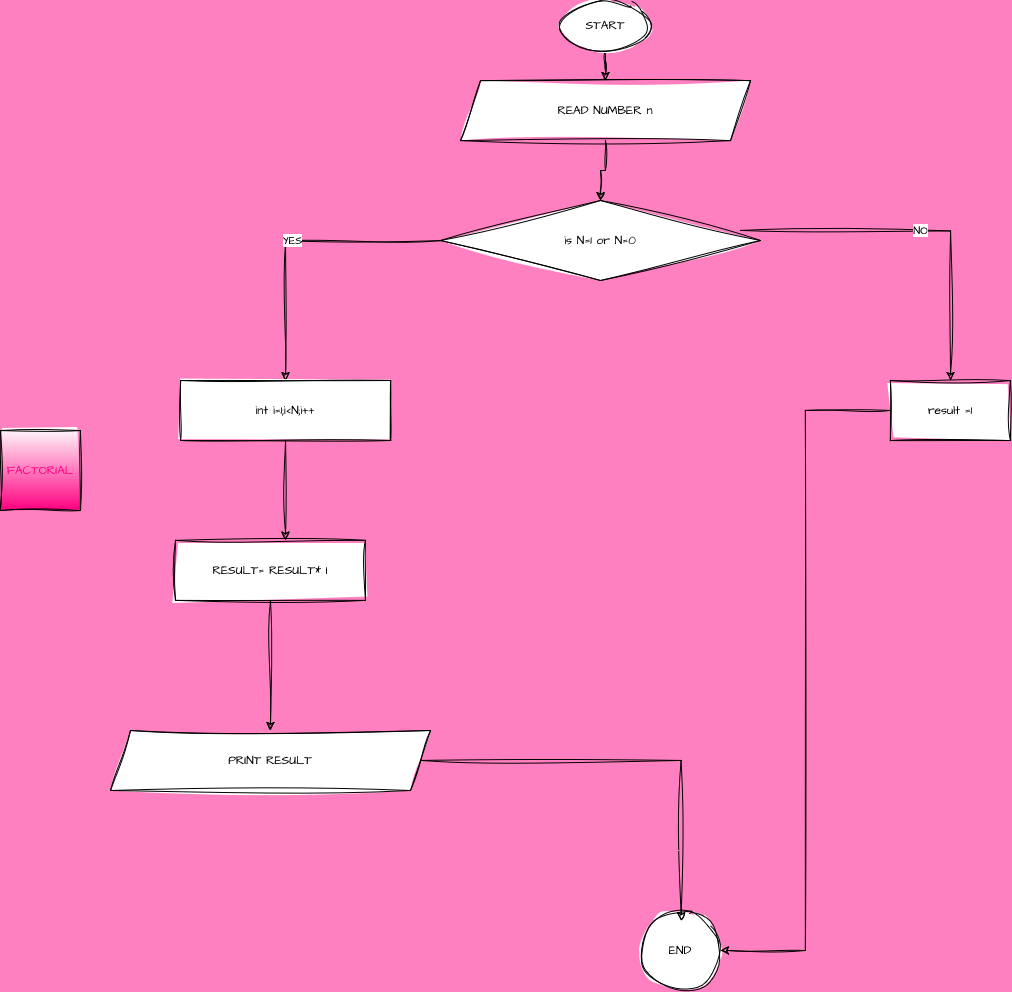 START
READ NUMBER n
is N=1 or N=0
YES
NO
int i=1,i<N,i++
result =1
FACTORIAL
RESULT= RESULT* I
PRINT RESULT
END